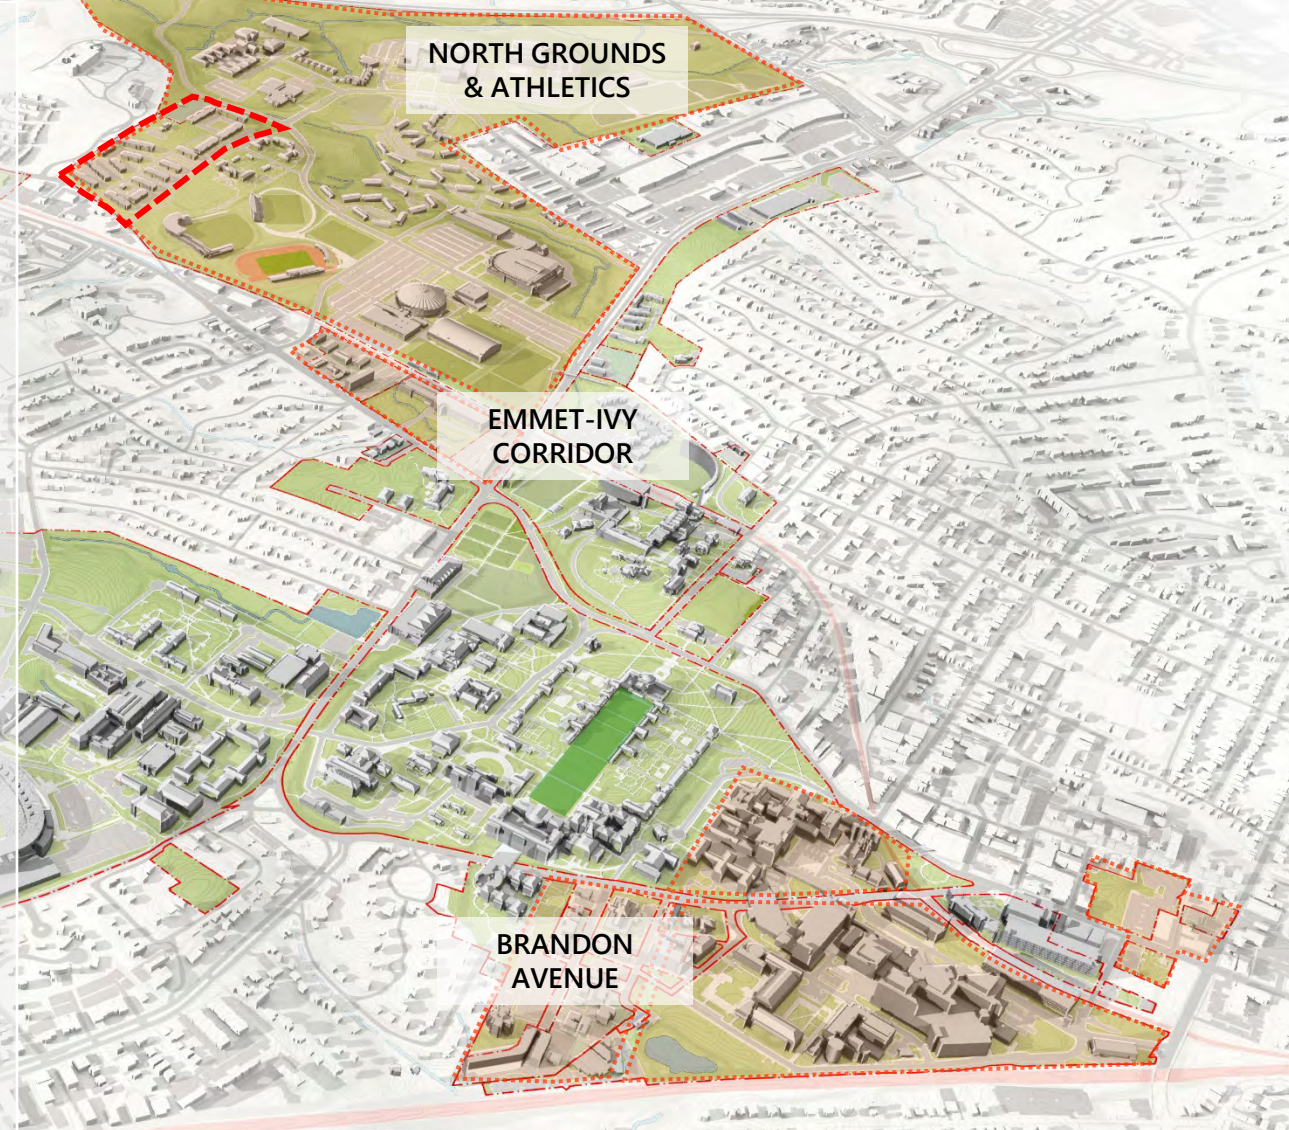 NORTH GROUNDS
& ATHLETICS
EMMET-IVY
CORRIDOR
BRANDON
AVENUE